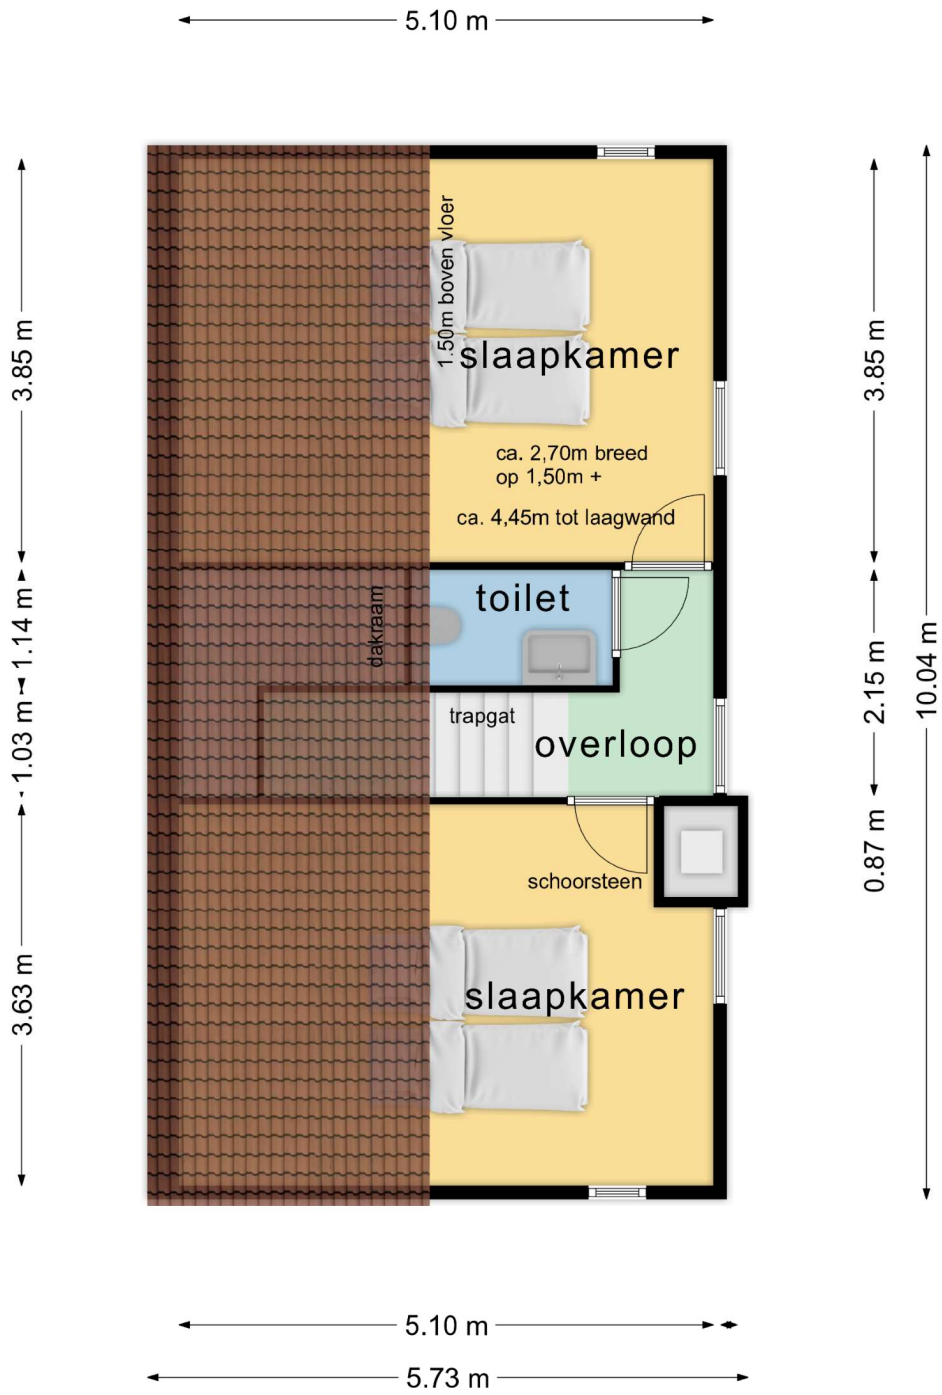 5.10 m
1.50m boven vloer
3.85 m
slaapkamer
3.85 m
ca. 2,70m breed
op 1,50m +
ca. 4,45m tot laagwand
1.14 m
dakraam
toilet
2.15 m
10.04 m
1.03 m
trapgat
overloop
0.87 m
schoorsteen
3.63 m
slaapkamer
5.10 m
5.73 m